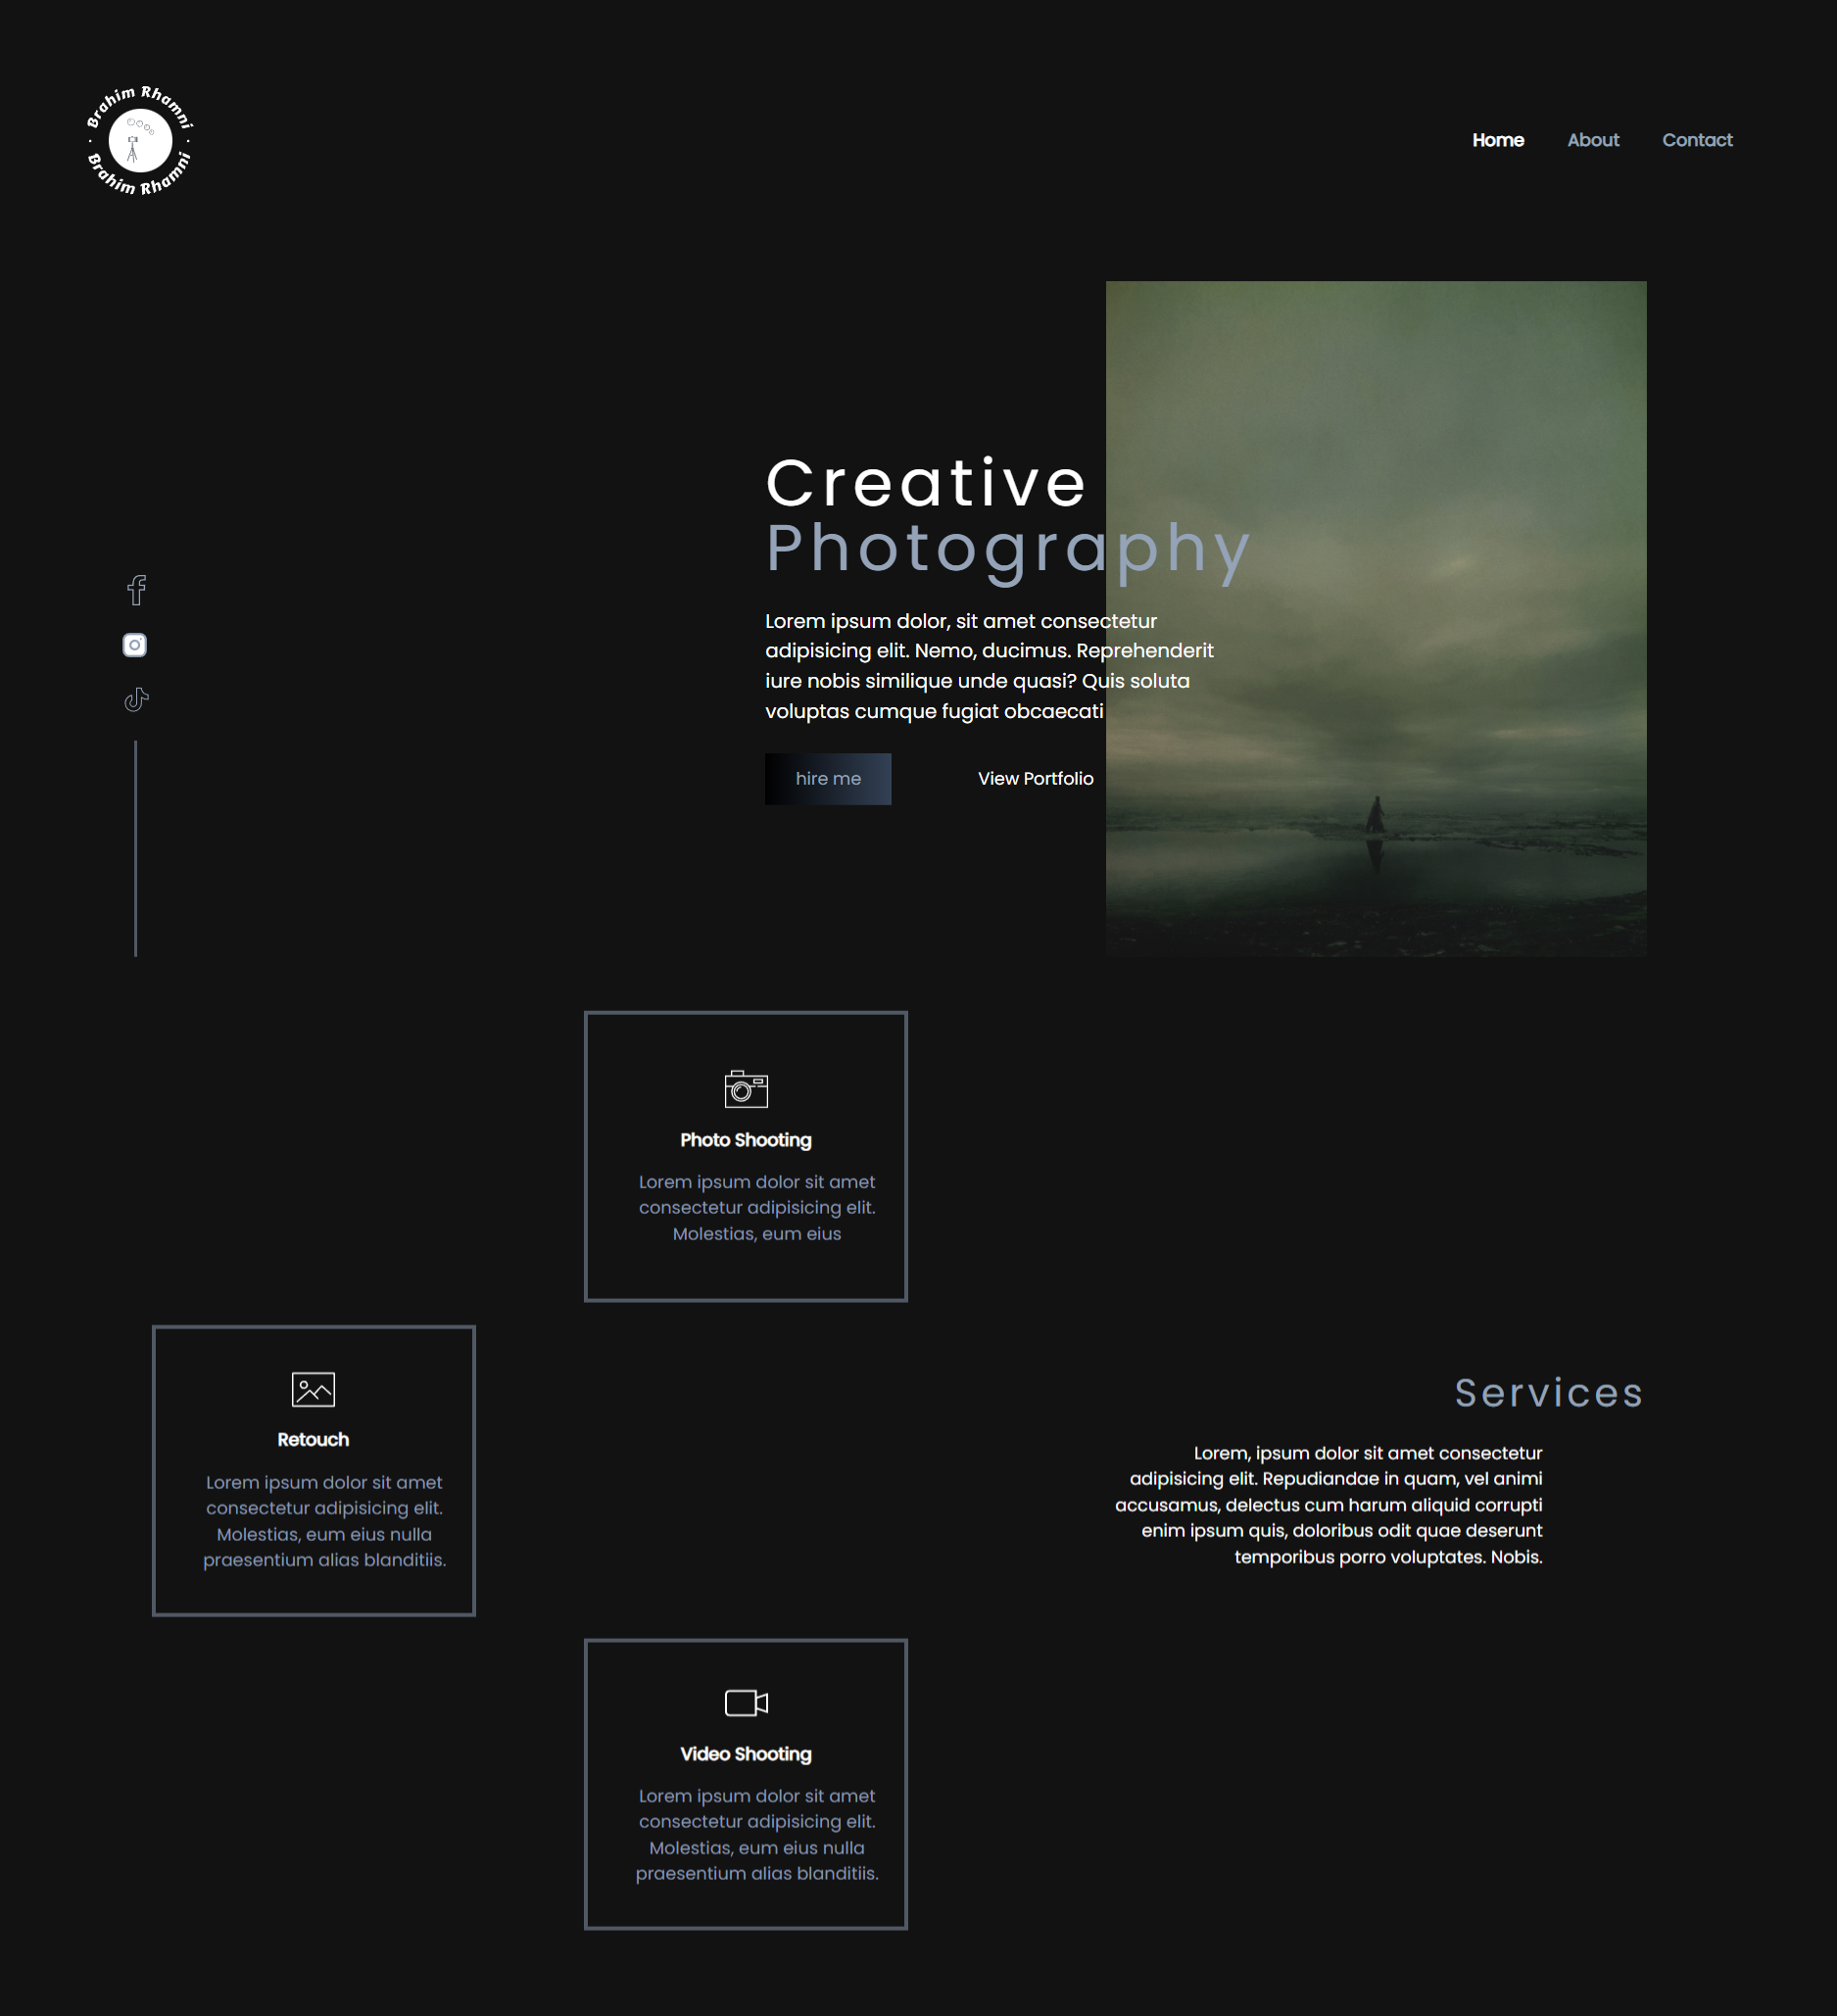 Brahim Rhamni
Brahim Rhamni
Home About Contact
Creative
Photography
Lorem ipsum dolor, sit amet consectetur
adipisicing elit. Nemo, ducimus. Reprehenderit
iure nobis similique unde quasi? Quis soluta
voluptas cumque fugiat obcaecati
hire me View Portfolio
Photo Shooting
Lorem ipsum dolor sit amet
consectetur adipisicing elit.
Molestias, eum eius
Retouch
Lorem ipsum dolor sit amet
consectetur adipisicing elit.
Molestias, eum eius nulla
praesentium alias blanditiis.
Services
Lorem, ipsum dolor sit amet consectetur
adipisicing elit. Repudiandae in quam, vel animi
accusamus, delectus cum harum aliquid corrupti
enim ipsum quis, doloribus odit quae deserunt
temporibus porro voluptates. Nobis.
Video Shooting
Lorem ipsum dolor sit amet
consectetur adipisicing elit.
Molestias, eum eius nulla
praesentium alias blanditiis.